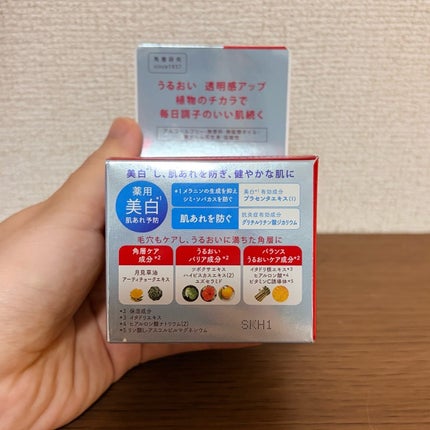 since1957
うるおい 透明感アップ
植物のチカラで
毎日調子のいい肌続く
美白*1し、肌あれを防ぎ、健やかな肌に
薬用
美白*1
肌あれ予防
*1 メラニンの生成を抑え
シミ・ソバカスを防ぐ
肌あれを防ぐ
美白*1有効成分
プラセンタエキス(1)
抗炎症有効成分
グリチルリチン酸ジカリウム
毛穴もケアし、うるおいに満ちた角層に
角層ケア
成分*2
月見草油
アーティチョークエキス
うるおい
バリア成分*2
ツボクサエキス
ハイビスカスエキス(2)
ユズセラミド
バランス
うるおいケア成分*2
イタドリ根エキス*3
ヒアルロン酸*4
ビタミンC誘導体*5
*2 保湿成分
*3 イタドリエキス
*4 ヒアルロン酸ナトリウム(2)
*5 リン酸L-アスコルビルマグネシウム
SKH1